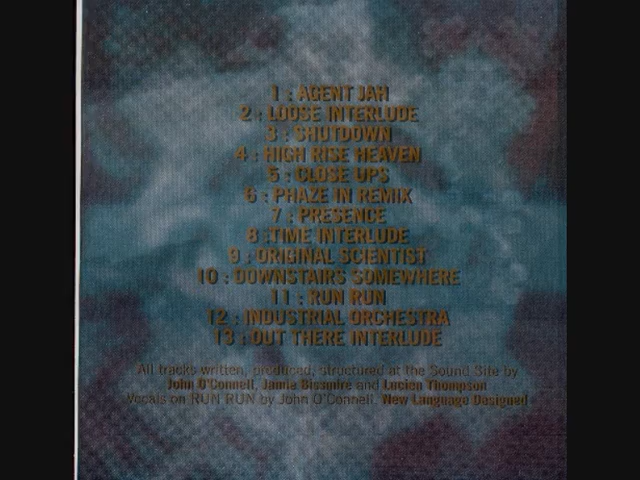 1 : AGENT JAH
2 : LOOSE INTERLUDE
3 : SHUTDOWN
4 : HIGH RISE HEAVEN
5 : CLOSE UPS
6 : PHAZE IN REMIX
7 : PRESENCE
8 :TIME INTERLUDE
9 : ORIGINAL SCIENTIST
10 : DOWNSTAIRS SOMEWHERE
11 : RUN RUN
12 : INDUSTRIAL ORCHESTRA
13 : OUT THERE INTERLUDE
All tracks written, produced, structured at the Sound Site by
John O'Connell, Jamie Bissmire and Lucien Thompson
Vocals on RUN RUN by John O'Connell. New Language Designed